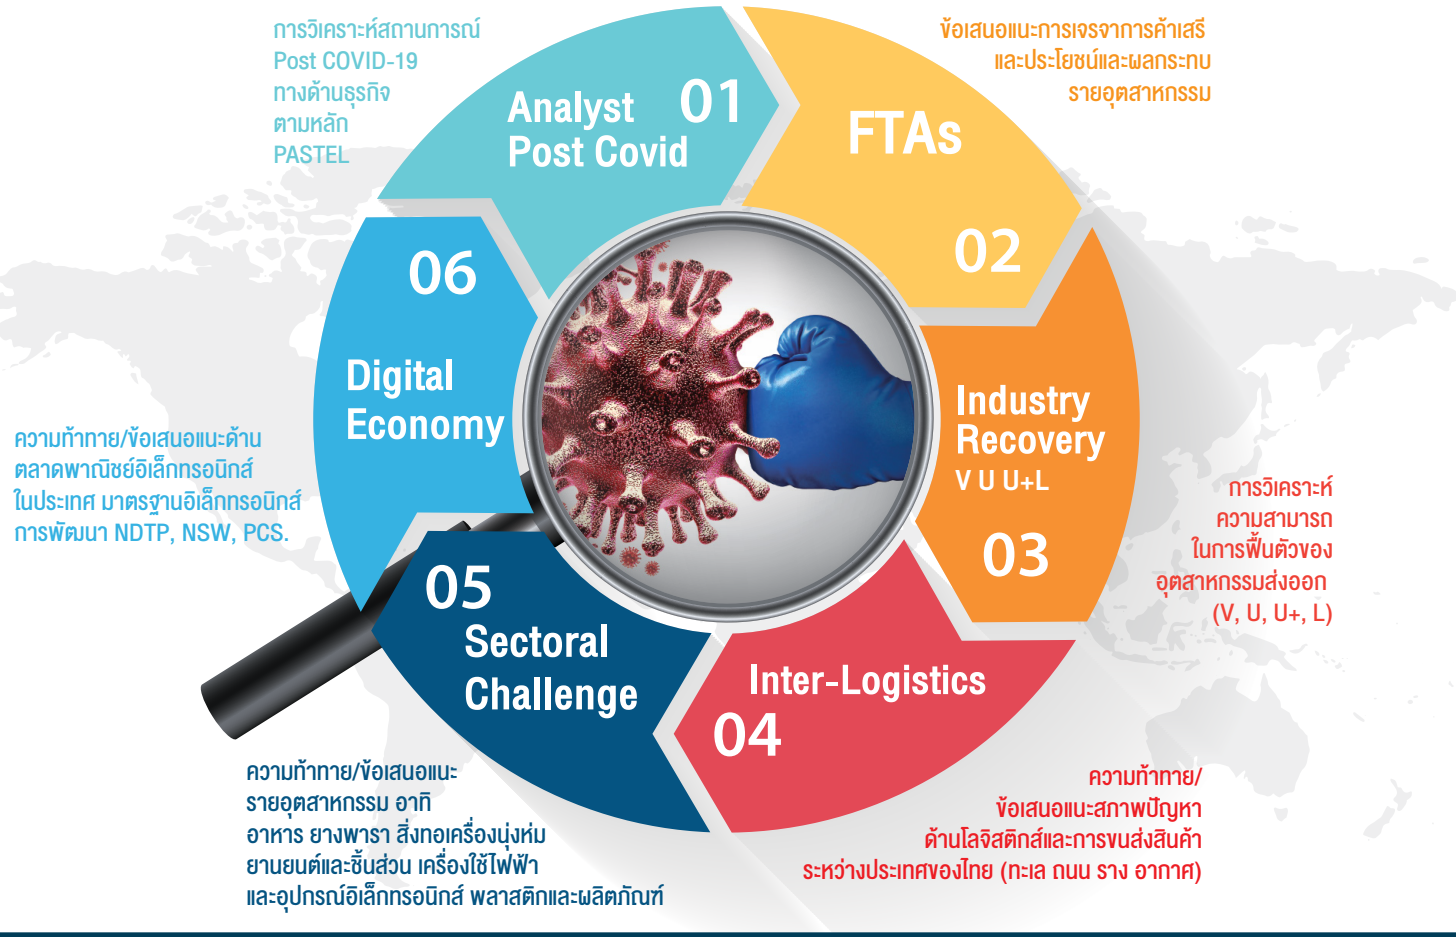 การวิเคราะห์สถานการณ์
Post COVID-19
ทางด้านธุรกิจ
ตามหลัก
PASTEL
Analyst 01
Post Covid
ข้อเสนอแนะการเจรจาการค้าเสรี
และประโยชน์และผลกระทบ
รายอุตสาหกรรม
FTAs
02
Industry
Recovery
V U U+L
03
การวิเคราะห์
ความสามารถ
ในการฟื้นตัวของ
อุตสาหกรรมส่งออก
(V, U, U+, L)
Inter-Logistics
04
ความท้าทาย/
ข้อเสนอแนะสภาพปัญหา
ด้านโลจิสติกส์และการขนส่งสินค้า
ระหว่างประเทศของไทย (ทะเล ถนน ราง อากาศ)
05
Sectoral
Challenge
ความท้าทาย/ข้อเสนอแนะ
รายอุตสาหกรรม อาทิ
อาหาร ยางพารา สิ่งทอเครื่องนุ่งห่ม
ยานยนต์และชิ้นส่วน เครื่องใช้ไฟฟ้า
และอุปกรณ์อิเล็กทรอนิกส์ พลาสติกและผลิตภัณฑ์
06
Digital
Economy
ความท้าทาย/ข้อเสนอแนะด้าน
ตลาดพาณิชย์อิเล็กทรอนิกส์
ในประเทศ มาตรฐานอิเล็กทรอนิกส์
การพัฒนา NDTP, NSW, PCS.